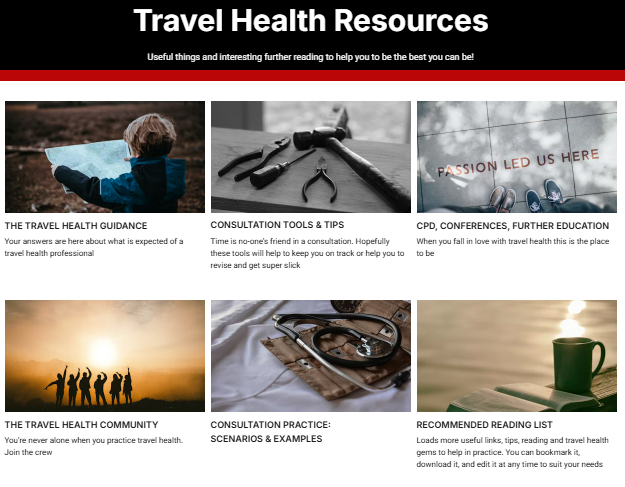 Travel Health Resources
Useful things and interesting further reading to help you to be the best you can be!
PASSION LED US HERE
THE TRAVEL HEALTH GUIDANCE
Your answers are here about what is expected of a
travel health professional
CONSULTATION TOOLS & TIPS
Time is no-one's friend in a consultation. Hopefully
these tools will help to keep you on track or help you to
revise and get super slick
CPD, CONFERENCES, FURTHER EDUCATION
When you fall in love with travel health this is the place
to be
THE TRAVEL HEALTH COMMUNITY
You're never alone when you practice travel health.
Join the crew
CONSULTATION PRACTICE:
SCENARIOS & EXAMPLES
RECOMMENDED READING LIST
Loads more useful links, tips, reading and travel health
gems to help in practice. You can bookmark it,
download it, and edit it at any time to suit your needs